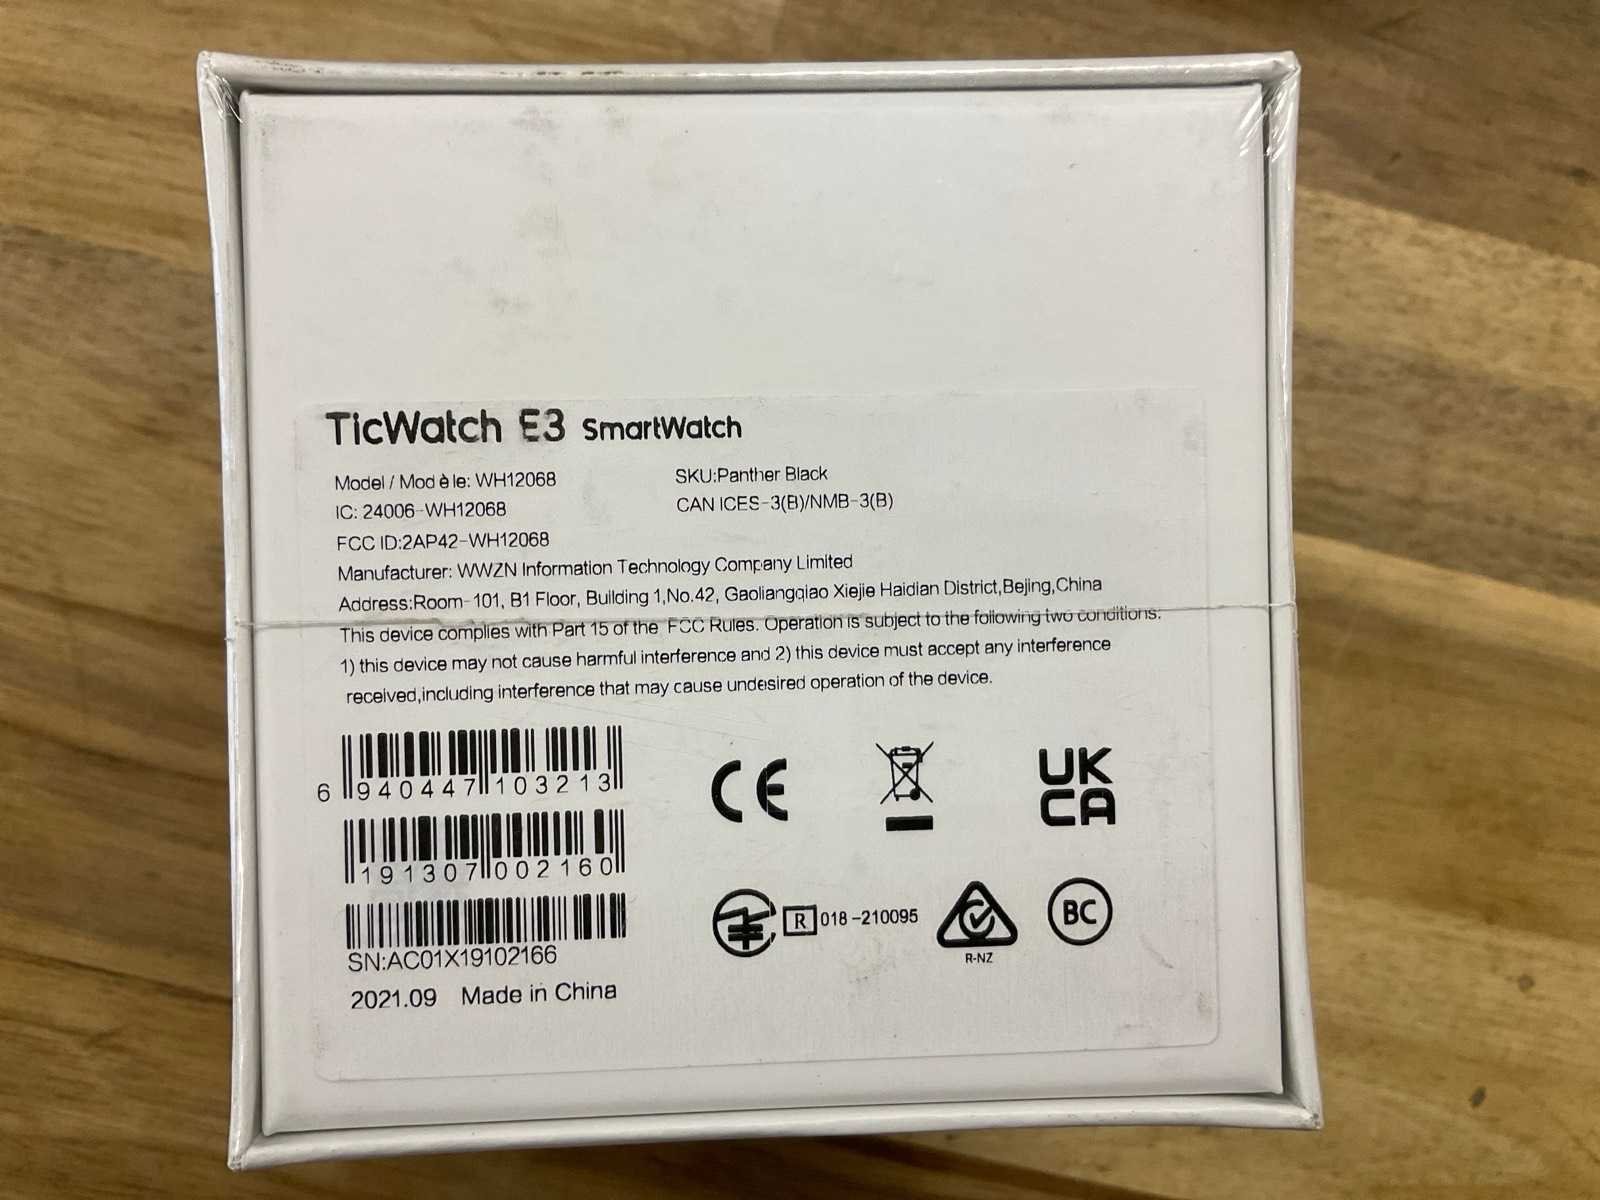 TicWatch E3 SmartWatch
Model / Mod è le: WH12068
SKU:Panther Black
IC: 24006-WH12068
CAN ICES-3(B)/NMB-3(B)
FCC ID:2AP42-WH12068
Manufacturer: WWZN Information Technology Company Limited
Address:Room-101, B1 Floor, Building 1,No.42, Gaoliangqiao Xiejie Haidian District,Bejing,China
This device complies with Part 15 of the FCC Rules. Operation is subject to the following two conditions:
1) this device may not cause harmful interference and 2) this device must accept any interference
received,including interference that may cause undesired operation of the device.
6 940447 103213
191307 002160
SN:AC01X19102166
2021.09 Made in China
CE
UK
CA
R 018-210095
R-NZ
BC